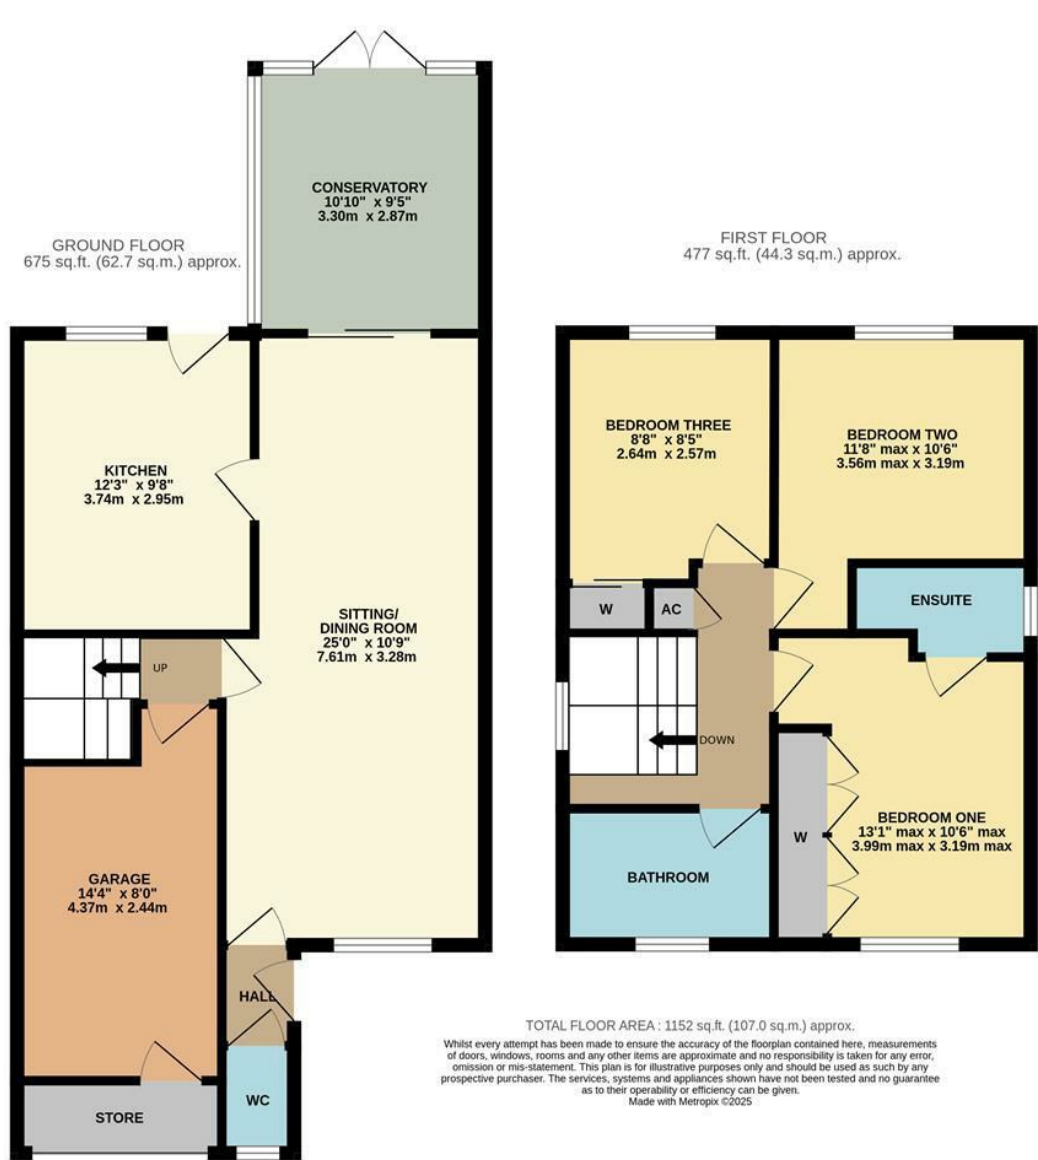 GROUND FLOOR
675 sq.ft. (62.7 sq.m.) approx.
CONSERVATORY
10'10" x 9'5"
3.30m x 2.87m
KITCHEN
12'3" x 9'8"
3.74m x 2.95m
SITTING/
DINING ROOM
25'0" x 10'9"
7.61m x 3.28m
UP
GARAGE
14'4" x 8'0"
4.37m x 2.44m
HALL
WC
STORE
FIRST FLOOR
477 sq.ft. (44.3 sq.m.) approx.
BEDROOM THREE
8'8" x 8'5"
2.64m x 2.57m
BEDROOM TWO
11'8" max x 10'6"
3.56m max x 3.19m
W
AC
ENSUITE
DOWN
W
BEDROOM ONE
13'1" max x 10'6" max
3.99m max x 3.19m max
BATHROOM
TOTAL FLOOR AREA : 1152 sq.ft. (107.0 sq.m.) approx.
Whilst every attempt has been made to ensure the accuracy of the floorplan contained here, measurements
of doors, windows, rooms and any other items are approximate and no responsibility is taken for any error,
omission or mis-statement. This plan is for illustrative purposes only and should be used as such by any
prospective purchaser. The services, systems and appliances shown have not been tested and no guarantee
as to their operability or efficiency can be given.
Made with Metropix ©2025